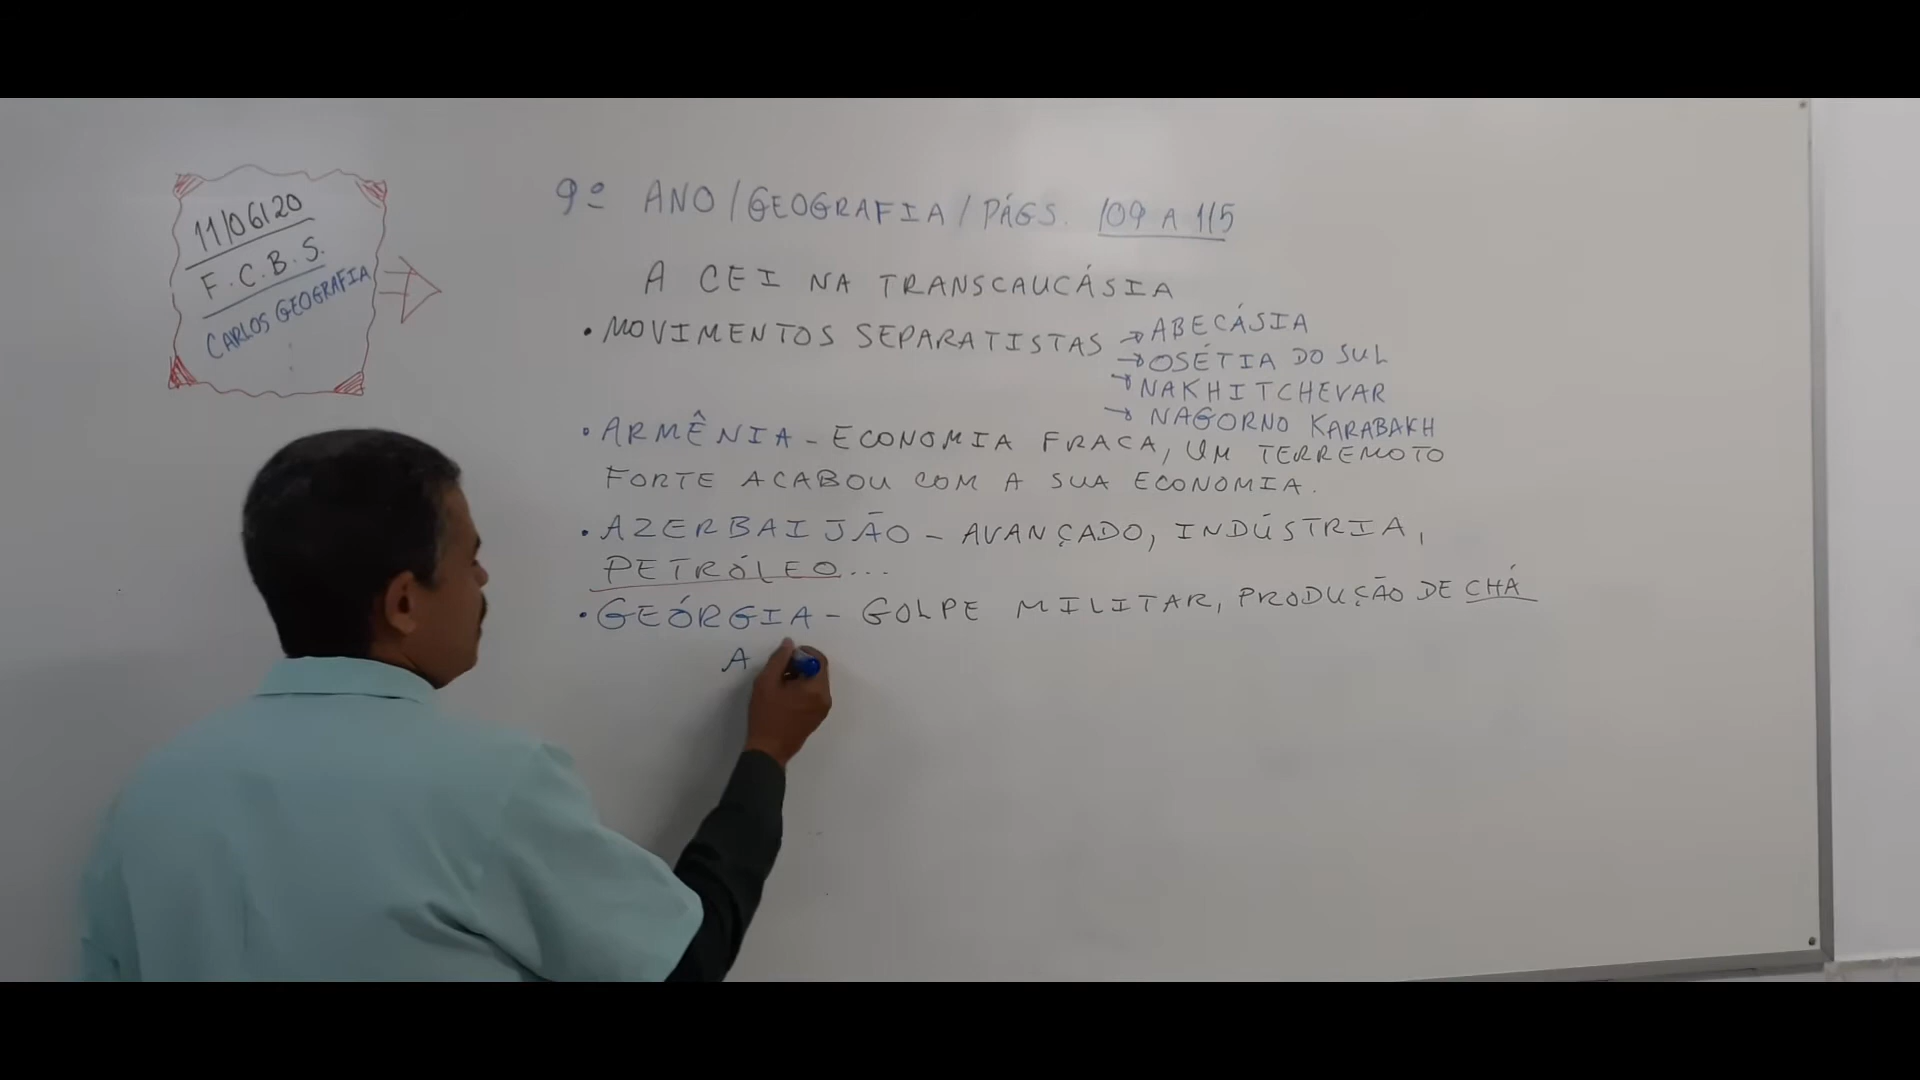 11/06/20
F.C.B.S.
CARLOS GEOGRAFIA
9º ANO/GEOGRAFIA/PÁGS. 109 A 115
A CEI NA TRANSCAUCÁSIA
• MOVIMENTOS SEPARATISTAS → ABECÁSIA
→ OSÉTIA DO SUL
→ NAKHITCHEVAR
→ NAGORNO KARABAKH
• ARMÊNIA - ECONOMIA FRACA, UM TERREMOTO
FORTE ACABOU COM A SUA ECONOMIA.
• AZERBAIJÃO - AVANÇADO, INDÚSTRIA,
PETRÓLEO...
• GEÓRGIA - GOLPE MILITAR, PRODUÇÃO DE CHÁ
A